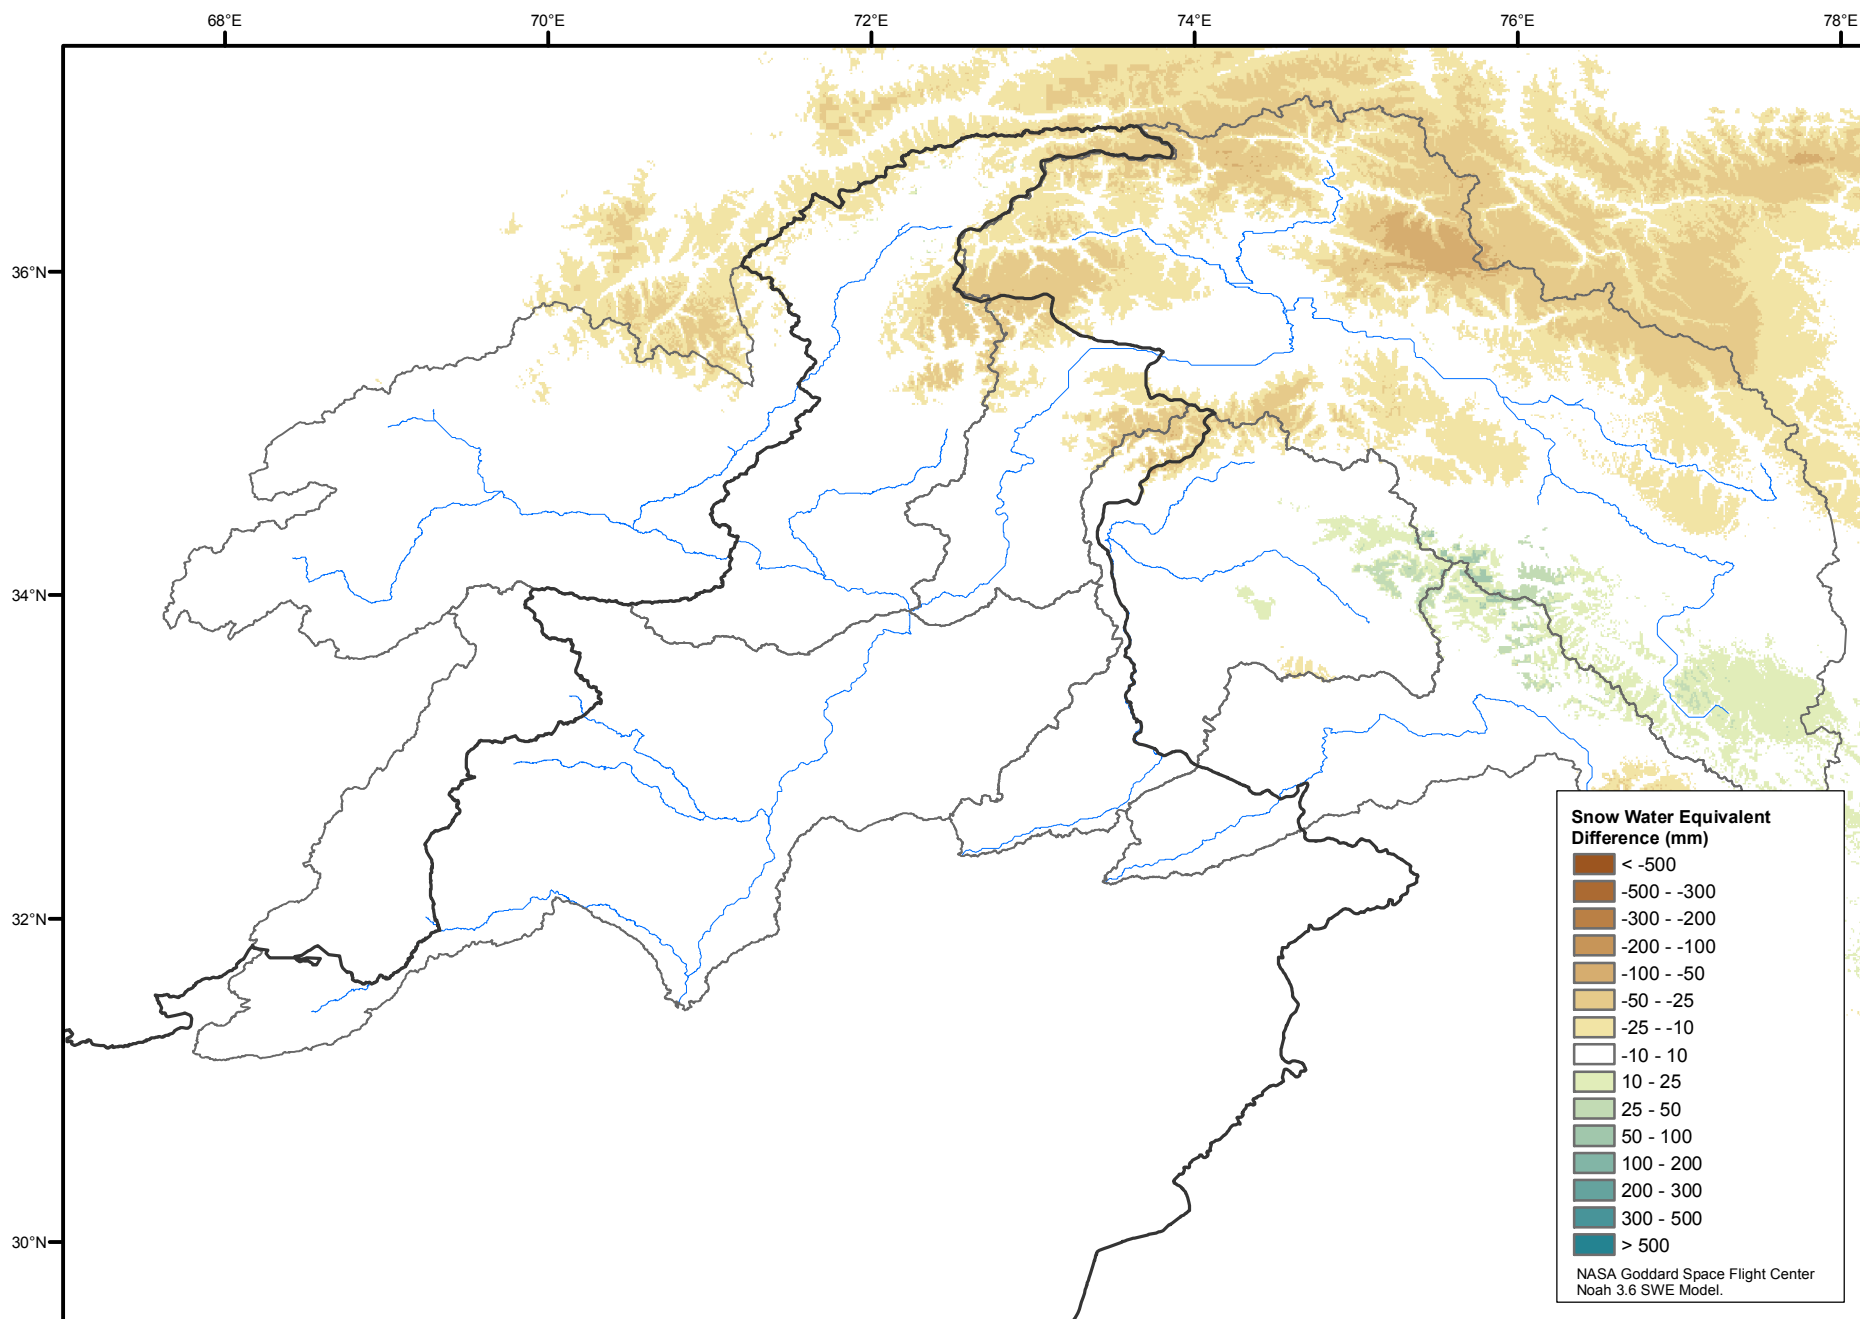 68°E 70°E 72°E 74°E 76°E 78°E
36°N
34°N
32°N
30°N
Snow Water Equivalent
Difference (mm)
< -500
-500 - -300
-300 - -200
-200 - -100
-100 - -50
-50 - -25
-25 - -10
-10 - 10
10 - 25
25 - 50
50 - 100
100 - 200
200 - 300
300 - 500
> 500
NASA Goddard Space Flight Center
Noah 3.6 SWE Model.